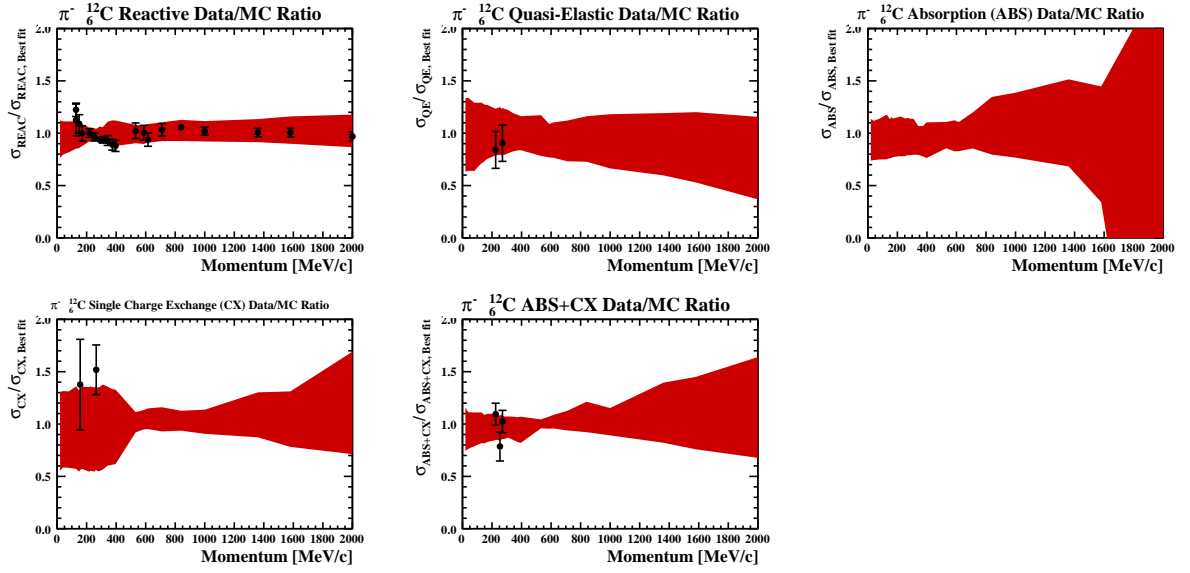 π⁻ ¹²₆C Reactive Data/MC Ratio
σREAC/σREAC, Best fit
2.0
1.5
1.0
0.5
0.0
0 200 400 600 800 1000 1200 1400 1600 1800 2000
Momentum [MeV/c]
π⁻ ¹²₆C Quasi-Elastic Data/MC Ratio
σQE/σQE, Best fit
2.0
1.5
1.0
0.5
0.0
0 200 400 600 800 1000 1200 1400 1600 1800 2000
Momentum [MeV/c]
π⁻ ¹²₆C Absorption (ABS) Data/MC Ratio
σABS/σABS, Best fit
2.0
1.5
1.0
0.5
0.0
0 200 400 600 800 1000 1200 1400 1600 1800 2000
Momentum [MeV/c]
π⁻ ¹²₆C Single Charge Exchange (CX) Data/MC Ratio
σCX/σCX, Best fit
2.0
1.5
1.0
0.5
0.0
0 200 400 600 800 1000 1200 1400 1600 1800 2000
Momentum [MeV/c]
π⁻ ¹²₆C ABS+CX Data/MC Ratio
σABS+CX/σABS+CX, Best fit
2.0
1.5
1.0
0.5
0.0
0 200 400 600 800 1000 1200 1400 1600 1800 2000
Momentum [MeV/c]